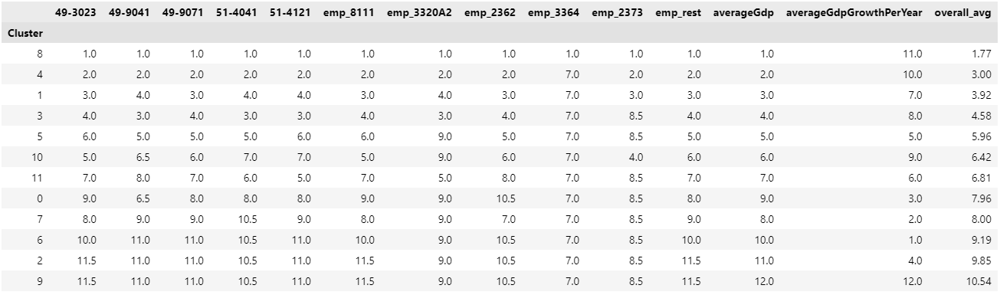 49-3023 49-9041 49-9071 51-4041 51-4121 emp_8111 emp_3320A2 emp_2362 emp_3364 emp_2373 emp_rest averageGdp averageGdpGrowthPerYear overall_avg
Cluster
8 1.0 1.0 1.0 1.0 1.0 1.0 1.0 1.0 1.0 1.0 1.0 1.0 11.0 1.77
4 2.0 2.0 2.0 2.0 2.0 2.0 2.0 2.0 7.0 2.0 2.0 2.0 10.0 3.00
1 3.0 4.0 3.0 4.0 4.0 3.0 4.0 3.0 7.0 3.0 3.0 3.0 7.0 3.92
3 4.0 3.0 4.0 3.0 3.0 4.0 3.0 4.0 7.0 8.5 4.0 4.0 8.0 4.58
5 6.0 5.0 5.0 5.0 6.0 6.0 9.0 5.0 7.0 8.5 5.0 5.0 5.0 5.96
10 5.0 6.5 6.0 7.0 7.0 5.0 9.0 6.0 7.0 4.0 6.0 6.0 9.0 6.42
11 7.0 8.0 7.0 6.0 5.0 7.0 5.0 8.0 7.0 8.5 7.0 7.0 6.0 6.81
0 9.0 6.5 8.0 8.0 8.0 9.0 9.0 10.5 7.0 8.5 8.0 9.0 3.0 7.96
7 8.0 9.0 9.0 10.5 9.0 8.0 9.0 7.0 7.0 8.5 9.0 8.0 2.0 8.00
6 10.0 11.0 11.0 10.5 11.0 10.0 9.0 10.5 7.0 8.5 10.0 10.0 1.0 9.19
2 11.5 11.0 11.0 10.5 11.0 11.5 9.0 10.5 7.0 8.5 11.5 11.0 4.0 9.85
9 11.5 11.0 11.0 10.5 11.0 11.5 9.0 10.5 7.0 8.5 11.5 12.0 12.0 10.54